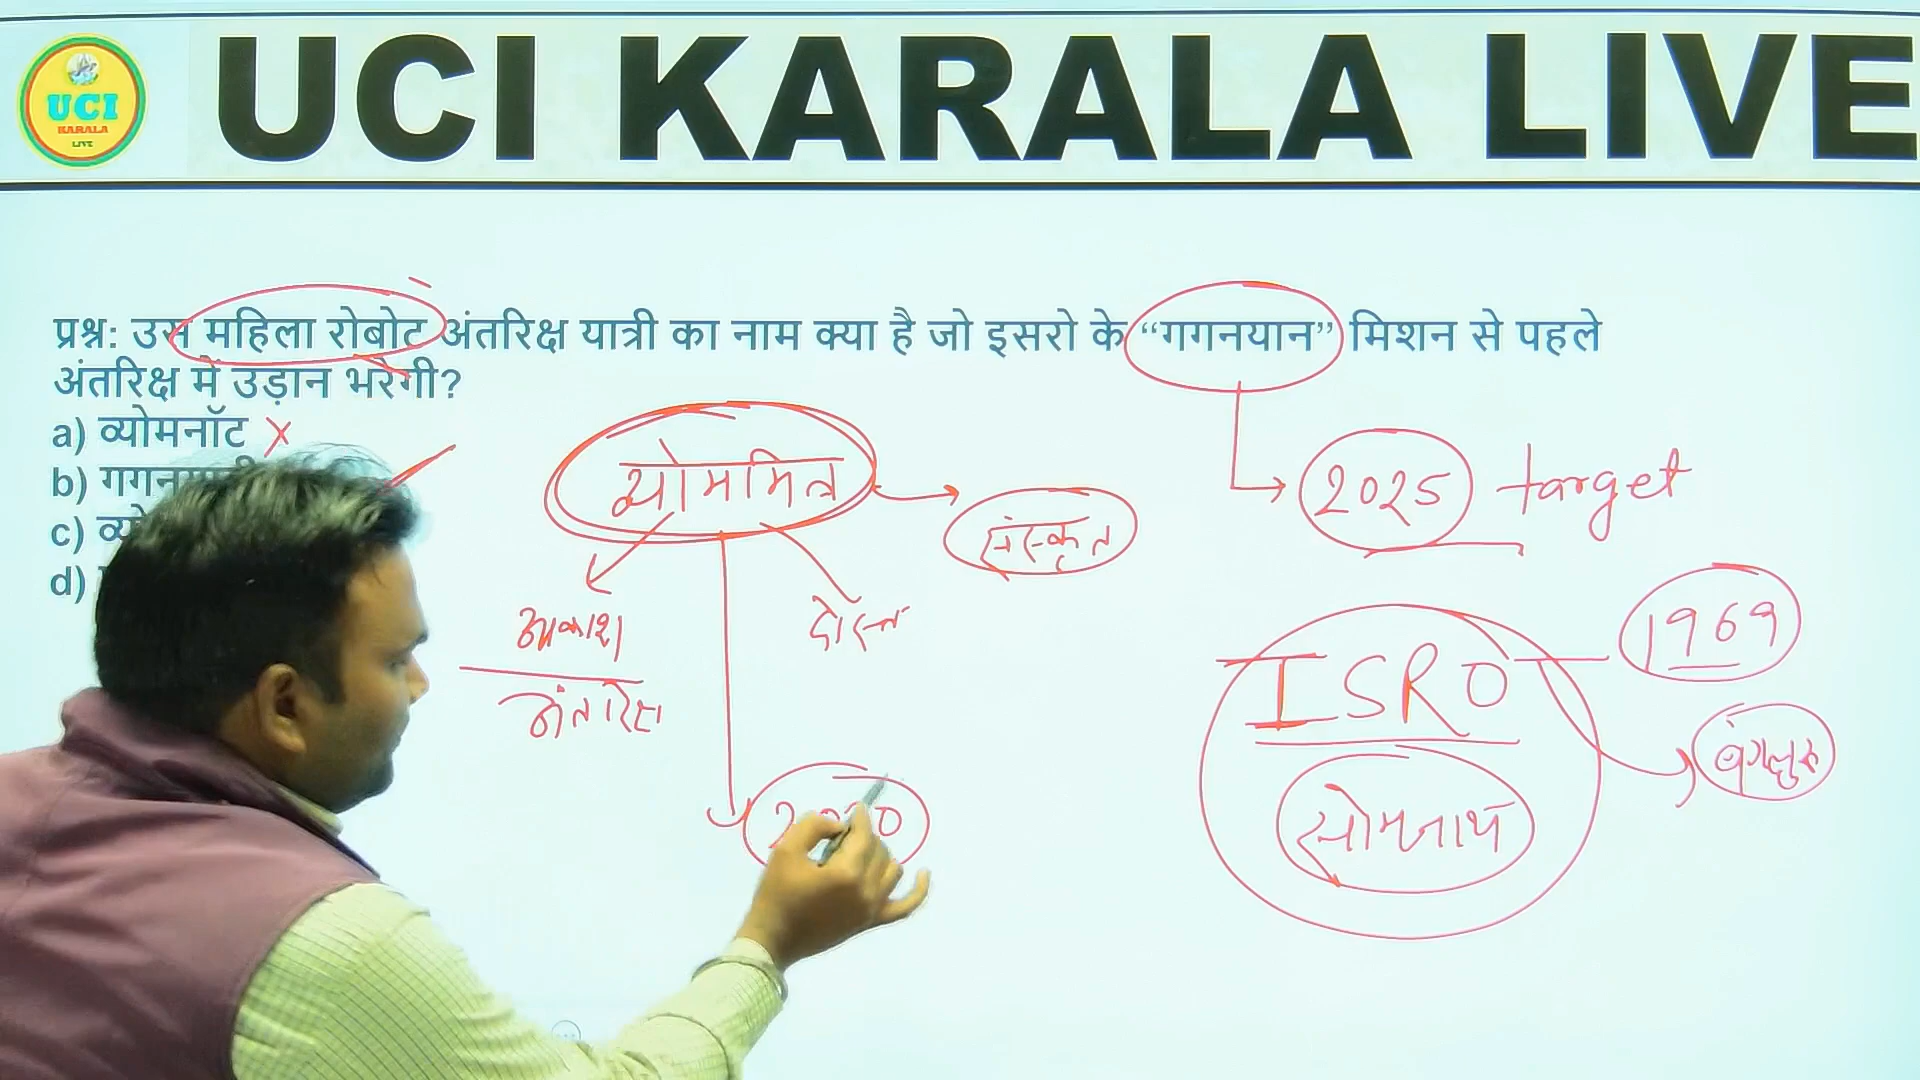 UCI KARALA LIVE
UCI
KARALA
LIVE
प्रश्न: उस महिला रोबोट अंतरिक्ष यात्री का नाम क्या है जो इसरो के “गगनयान” मिशन से पहले
अंतरिक्ष में उड़ान भरेगी?
a) व्योमनॉट ×
b)
c)
d)
व्योममित्र
संस्कृत
2025 target
आकाश
दोस्त
अंतरिक्ष
ISRO
1969
बंगलुरु
सोमनाथ